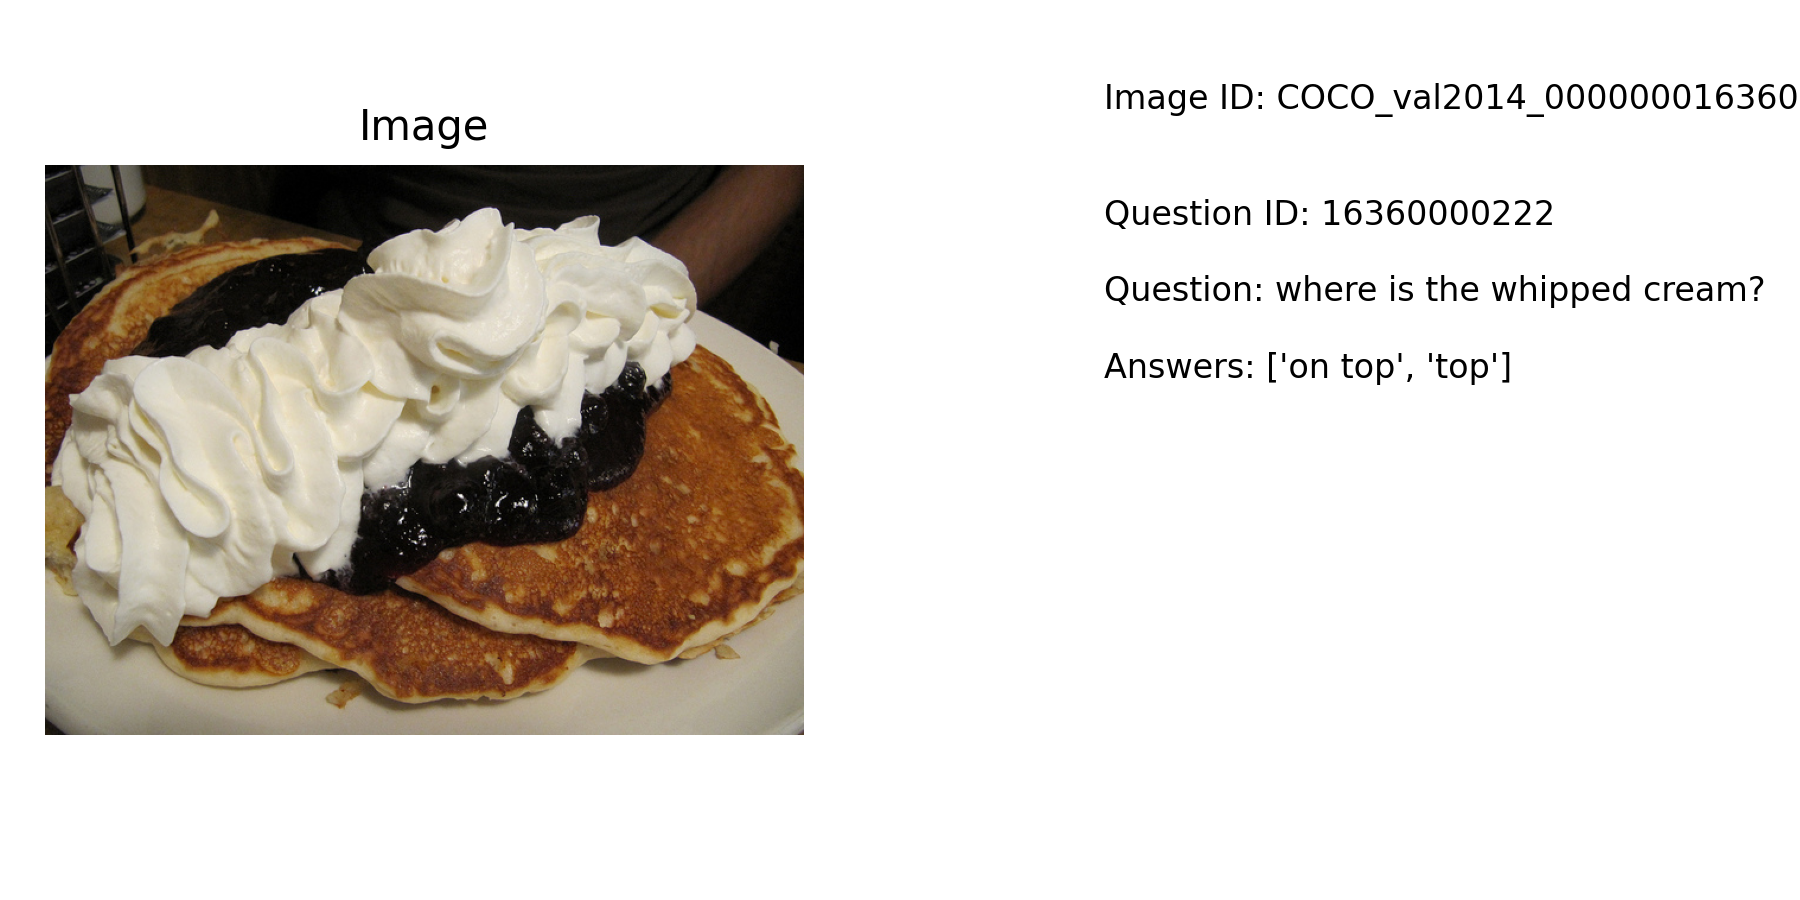 Image
Image ID: COCO_val2014_000000016360
Question ID: 16360000222
Question: where is the whipped cream?
Answers: ['on top', 'top']